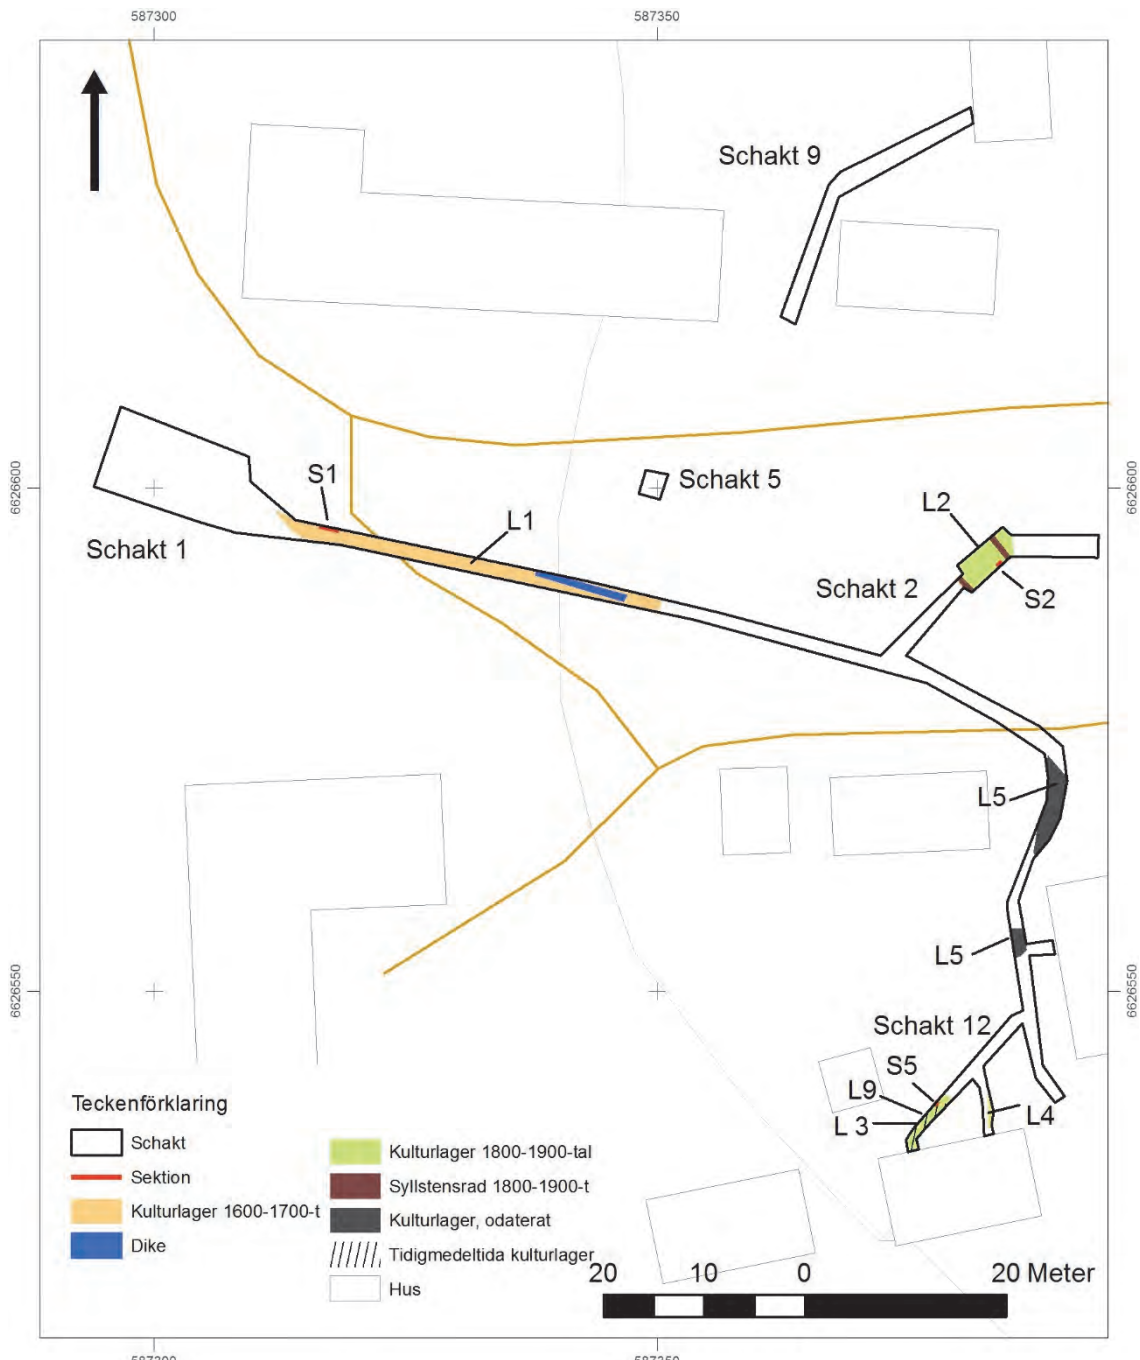 587300
587350
Schakt 9
6626600
6626600
Schakt 5
S1
L1
L2
Schakt 1
Schakt 2
S2
L5
L5
6626550
6626550
Schakt 12
S5
L9
L 3
L4
Teckenförklaring
Schakt
Sektion
Kulturlager 1600-1700-t
Dike
Kulturlager 1800-1900-tal
Syllstensrad 1800-1900-t
Kulturlager, odaterat
Tidigmedeltida kulturlager
Hus
20 10 0 20 Meter
587300
587350